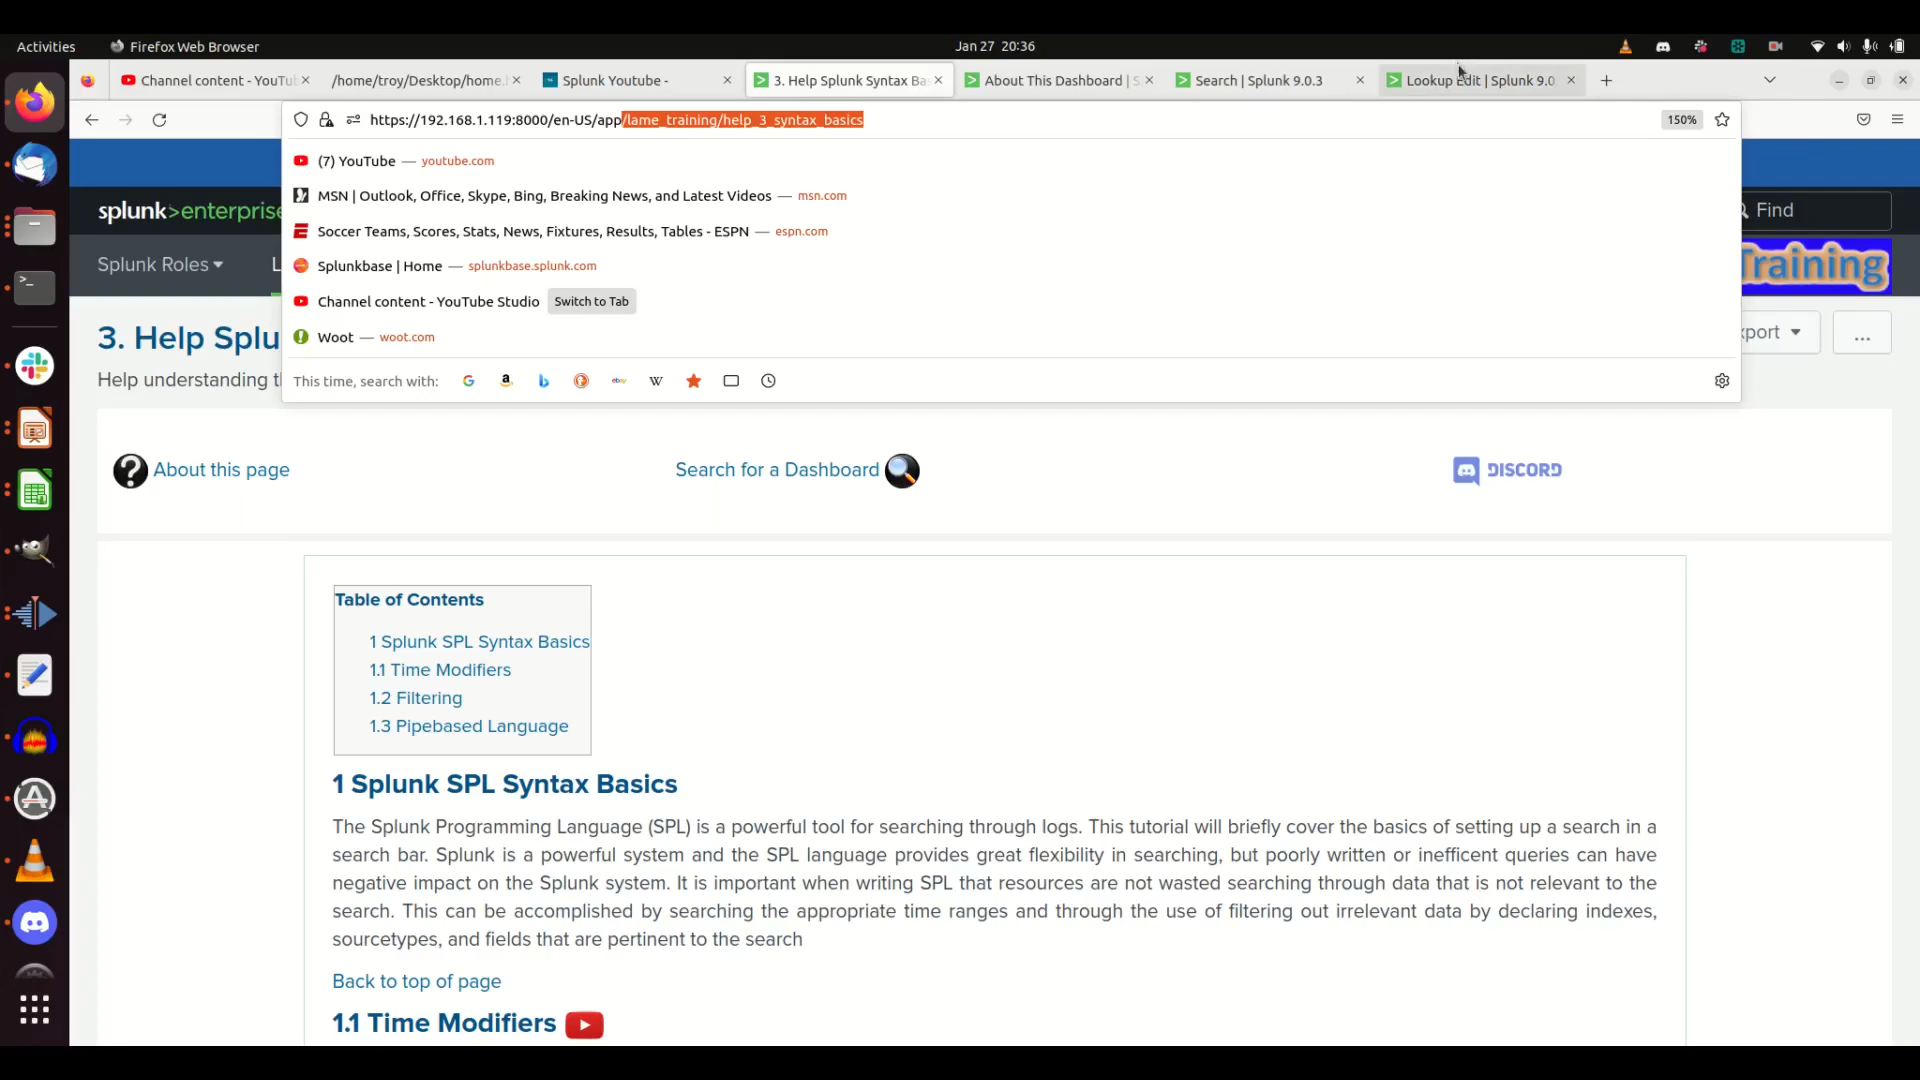 Activities
Firefox Web Browser
Jan 27 20:36
Channel content - YouTu
/home/troy/Desktop/home.h
Splunk Youtube -
3. Help Splunk Syntax Ba
About This Dashboard | S
Search | Splunk 9.0.3
Lookup Edit | Splunk 9.0
https://192.168.1.119:8000/en-US/app/lame_training/help_3_syntax_basics
150%
(7) YouTube — youtube.com
MSN | Outlook, Office, Skype, Bing, Breaking News, and Latest Videos — msn.com
splunk>enterprise
Find
Soccer Teams, Scores, Stats, News, Fixtures, Results, Tables - ESPN — espn.com
Splunk Roles
L
Splunkbase | Home — splunkbase.splunk.com
Training
Channel content - YouTube Studio Switch to Tab
3. Help Splu
Woot — woot.com
xport
...
Help understanding t
This time, search with:
About this page
Search for a Dashboard
DISCORD
Table of Contents
1 Splunk SPL Syntax Basics
1.1 Time Modifiers
1.2 Filtering
1.3 Pipebased Language
1 Splunk SPL Syntax Basics
The Splunk Programming Language (SPL) is a powerful tool for searching through logs. This tutorial will briefly cover the basics of setting up a search in a
search bar. Splunk is a powerful system and the SPL language provides great flexibility in searching, but poorly written or inefficent queries can have
negative impact on the Splunk system. It is important when writing SPL that resources are not wasted searching through data that is not relevant to the
search. This can be accomplished by searching the appropriate time ranges and through the use of filtering out irrelevant data by declaring indexes,
sourcetypes, and fields that are pertinent to the search
Back to top of page
1.1 Time Modifiers